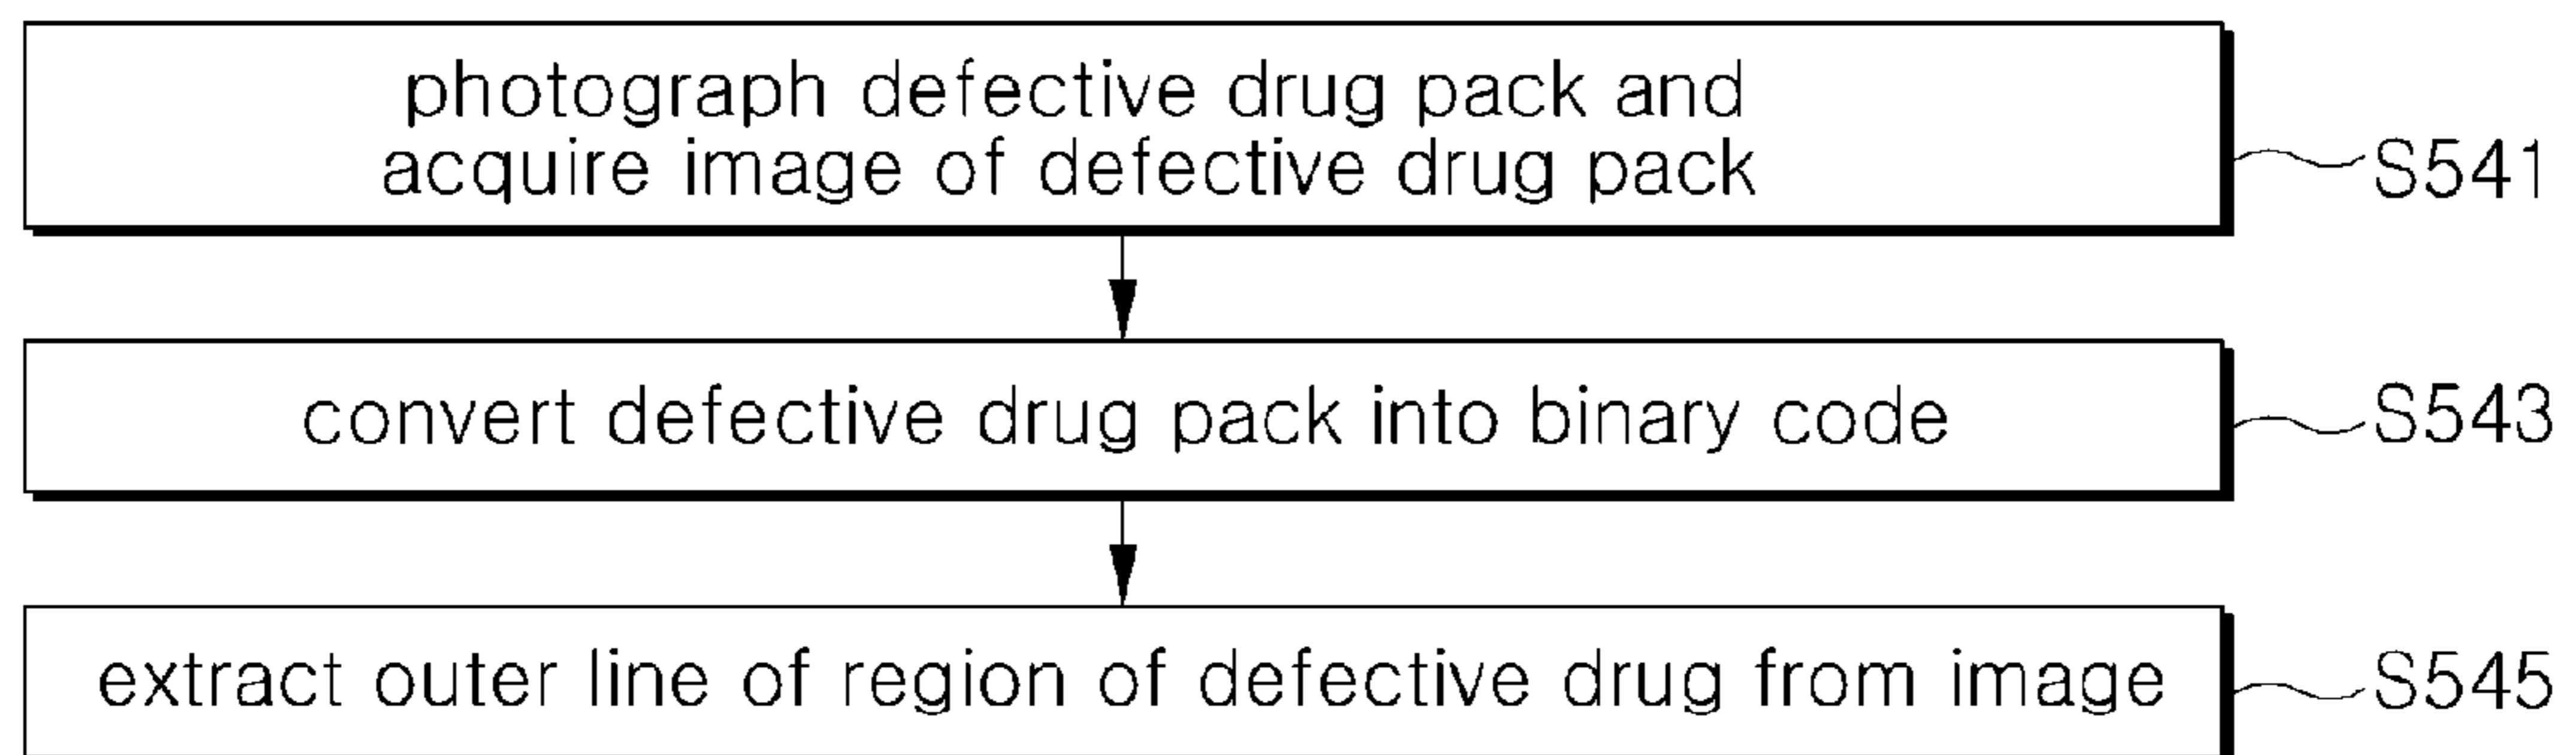 photograph defective drug pack and
acquire image of defective drug pack
S541
convert defective drug pack into binary code
S543
extract outer line of region of defective drug from image
S545